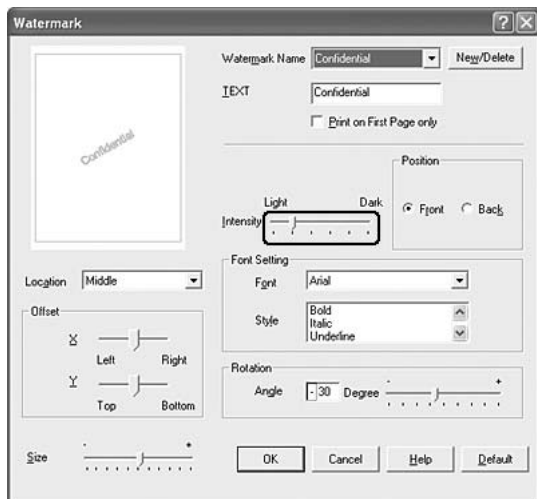 Watermark
Watermark Name Confidential New/Delete
TEXT Confidential
Print on First Page only
Confidential
Position
Light Dark
Intensity
Front Back
Location Middle
Font Setting
Font Arial
Style Bold
Italic
Underline
Offset
X
Left Right
Y
Top Bottom
Rotation
Angle -30 Degree - +
Size - +
OK Cancel Help Default